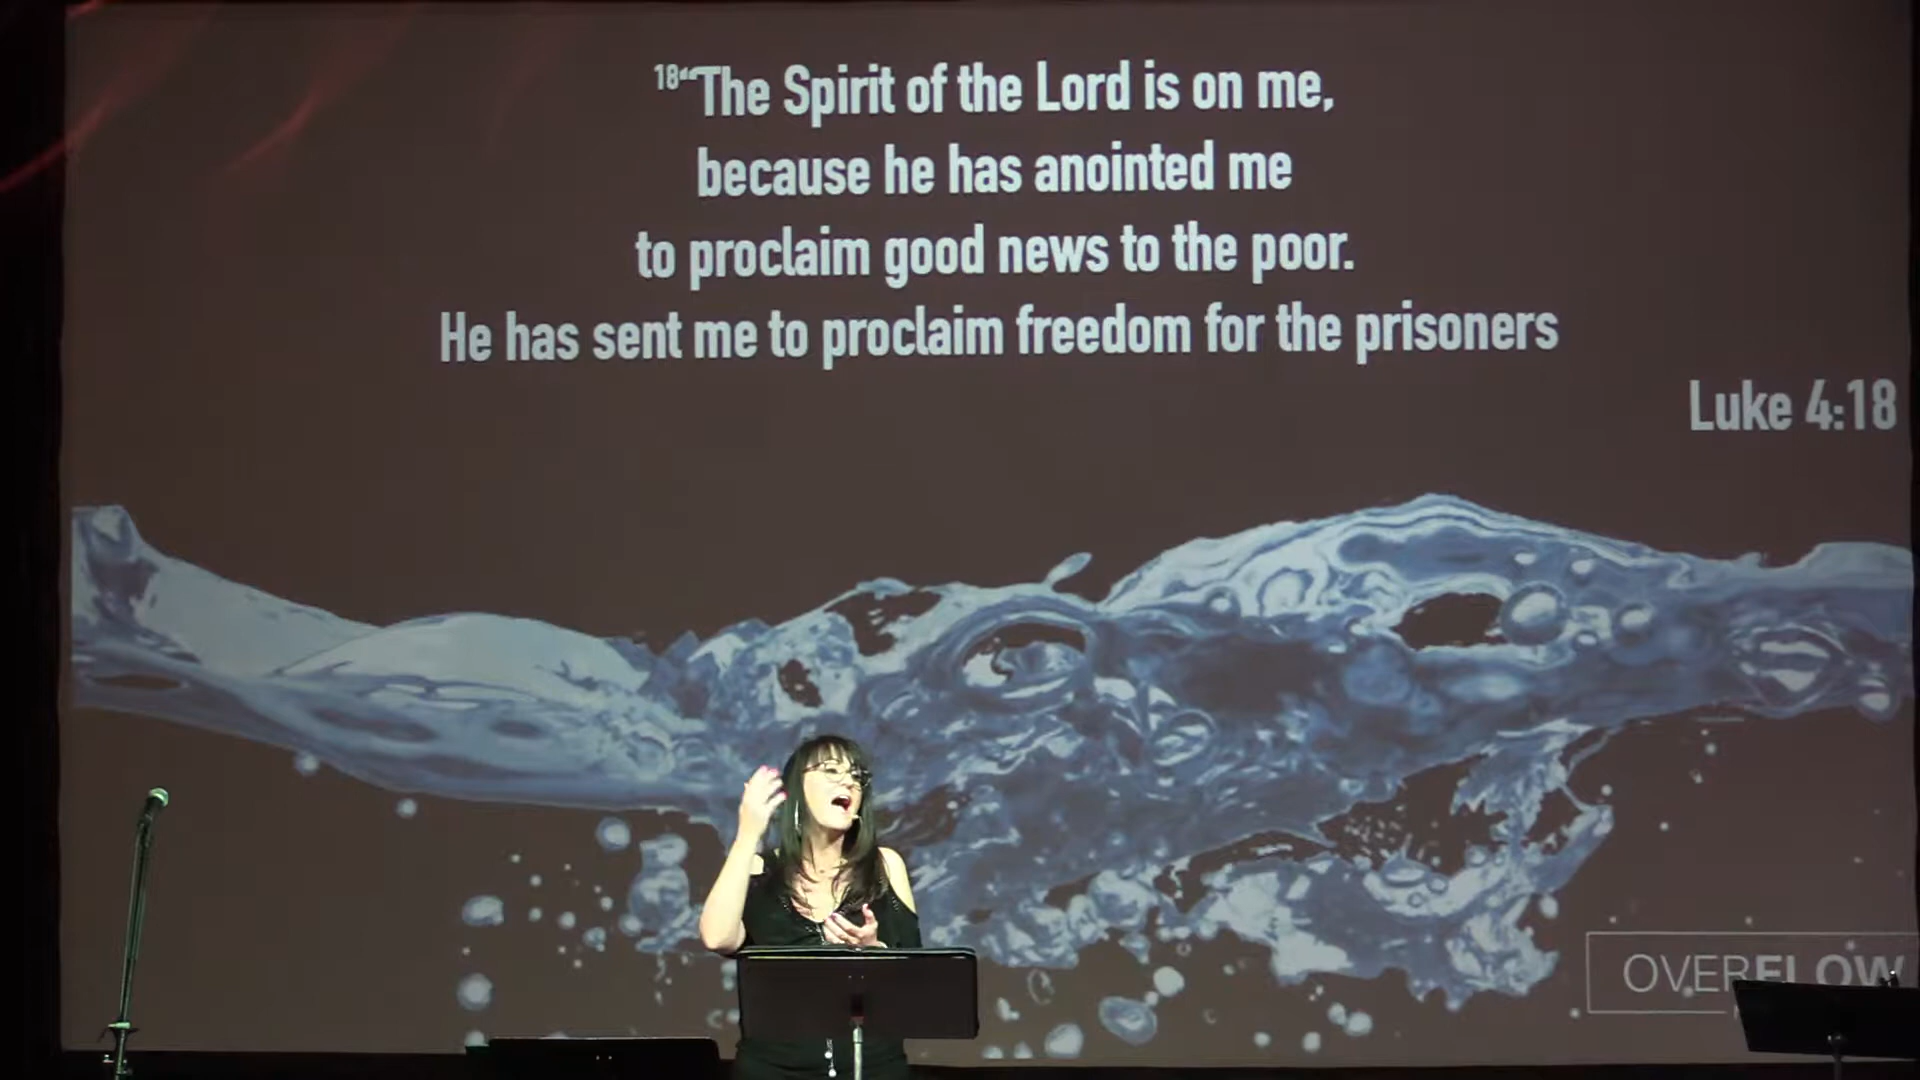 18“The Spirit of the Lord is on me,
because he has anointed me
to proclaim good news to the poor.
He has sent me to proclaim freedom for the prisoners
Luke 4:18
OVERFLOW